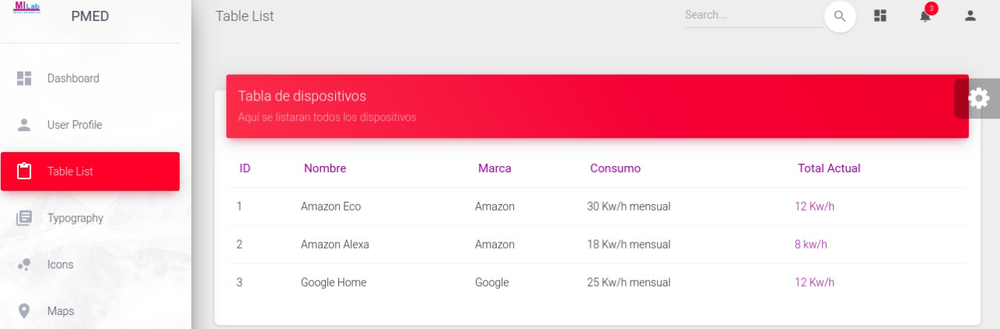 MI Lab
PMED
Dashboard
User Profile
Table List
Typography
Icons
Maps
Table List
Search...
3
Tabla de dispositivos
Aquí se listaran todos los dispositivos
ID Nombre Marca Consumo Total Actual
1 Amazon Eco Amazon 30 Kw/h mensual 12 Kw/h
2 Amazon Alexa Amazon 18 Kw/h mensual 8 kw/h
3 Google Home Google 25 Kw/h mensual 12 Kw/h